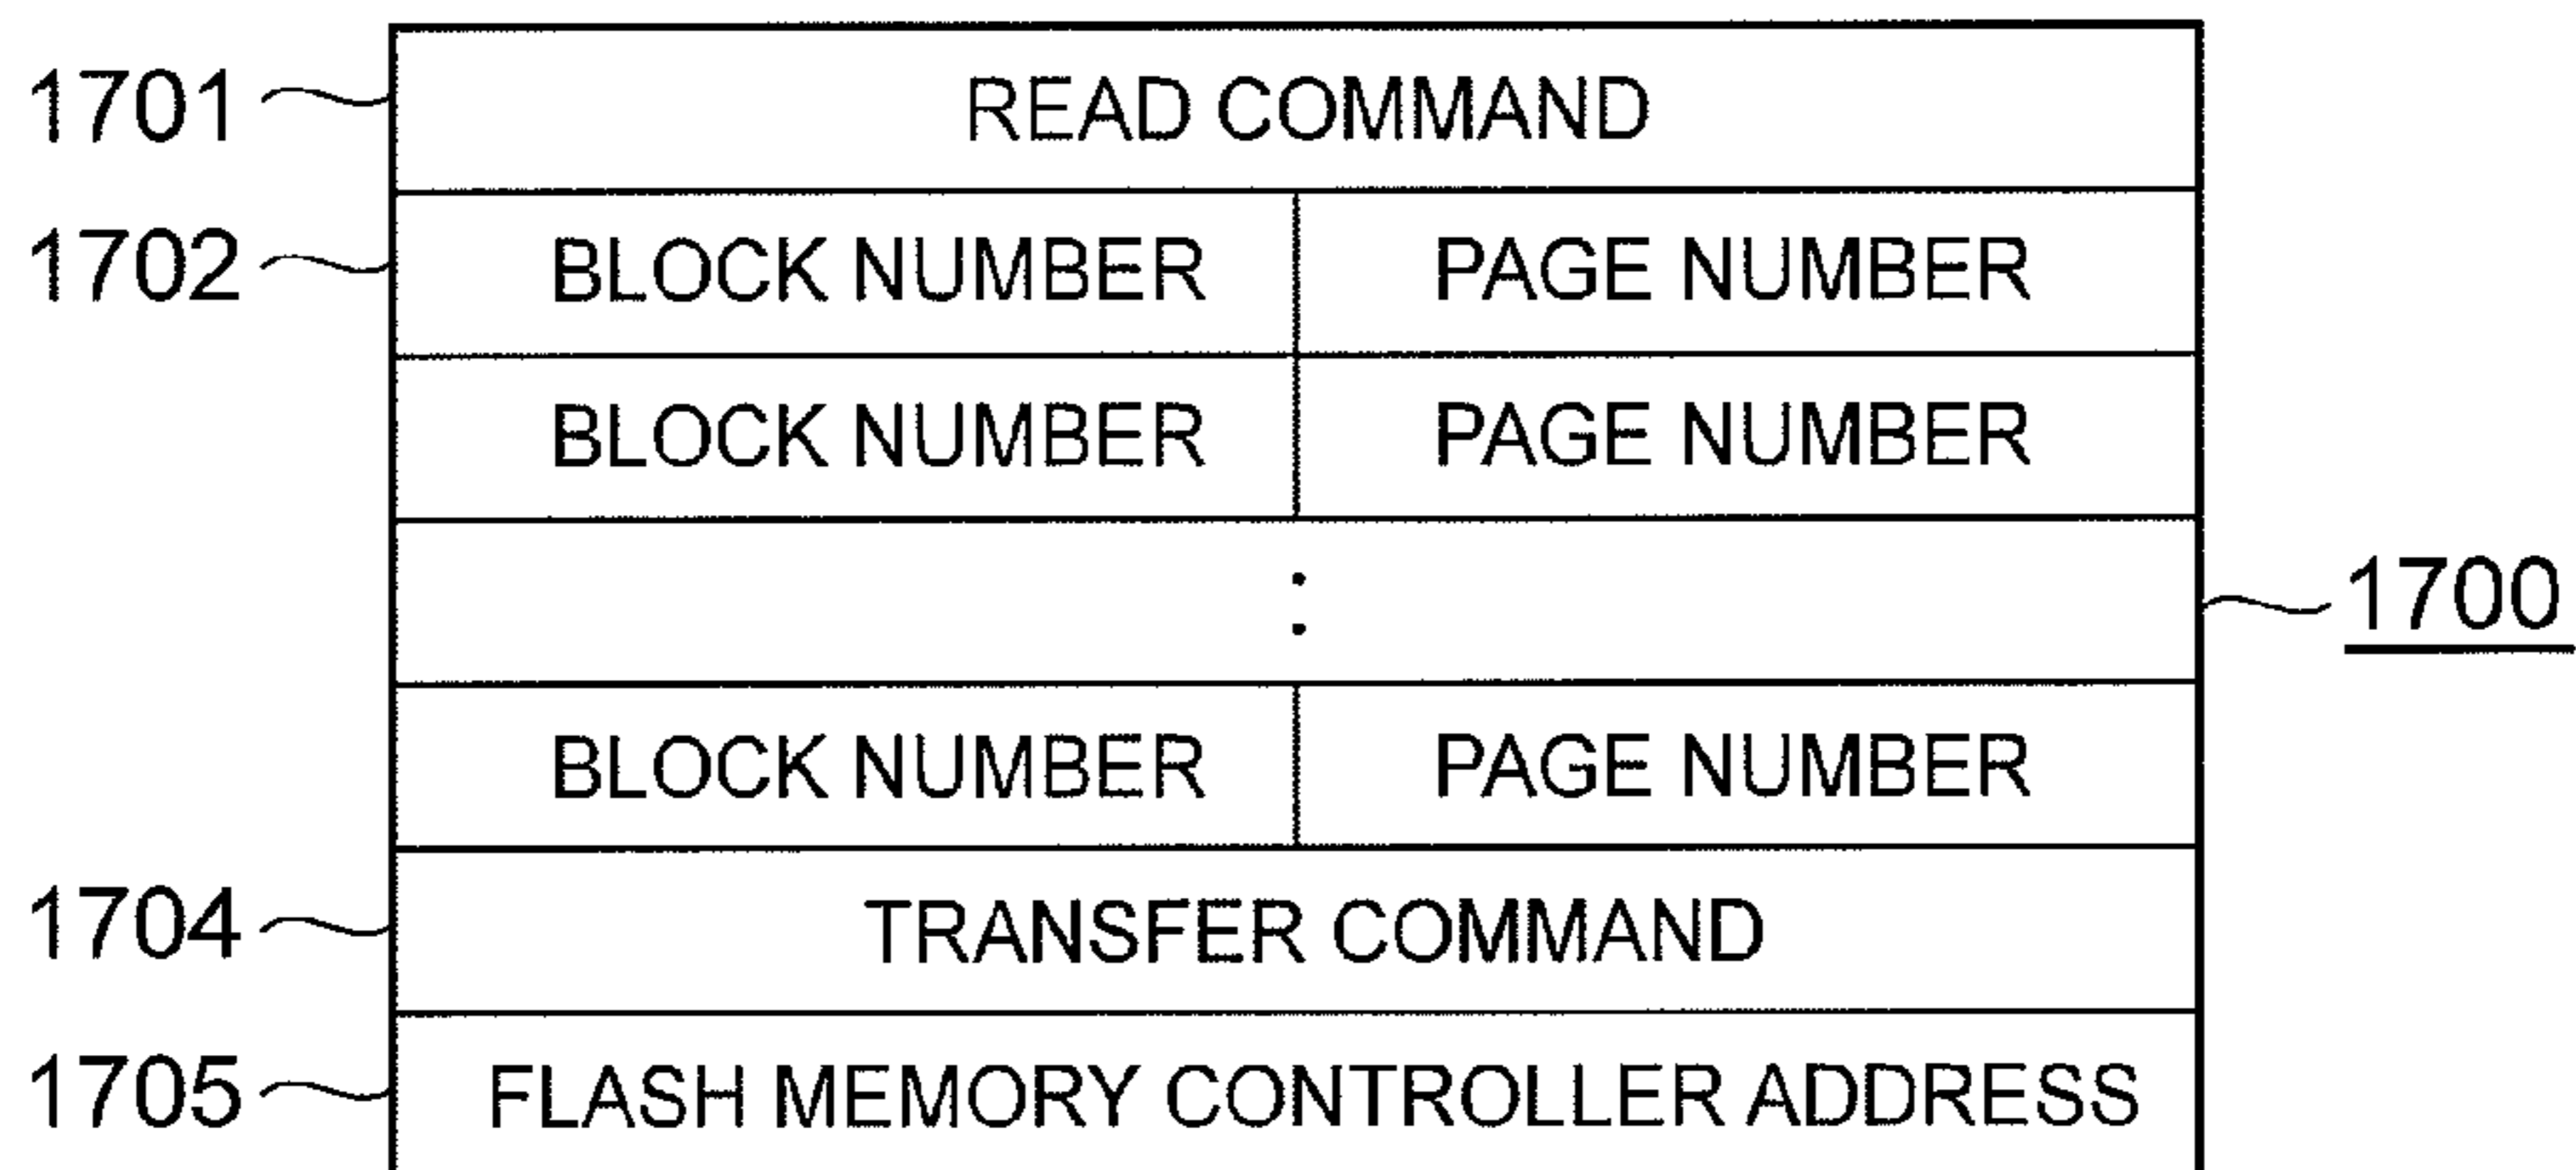 1701 READ COMMAND
1702 BLOCK NUMBER PAGE NUMBER
BLOCK NUMBER PAGE NUMBER
: 1700
BLOCK NUMBER PAGE NUMBER
1704 TRANSFER COMMAND
1705 FLASH MEMORY CONTROLLER ADDRESS